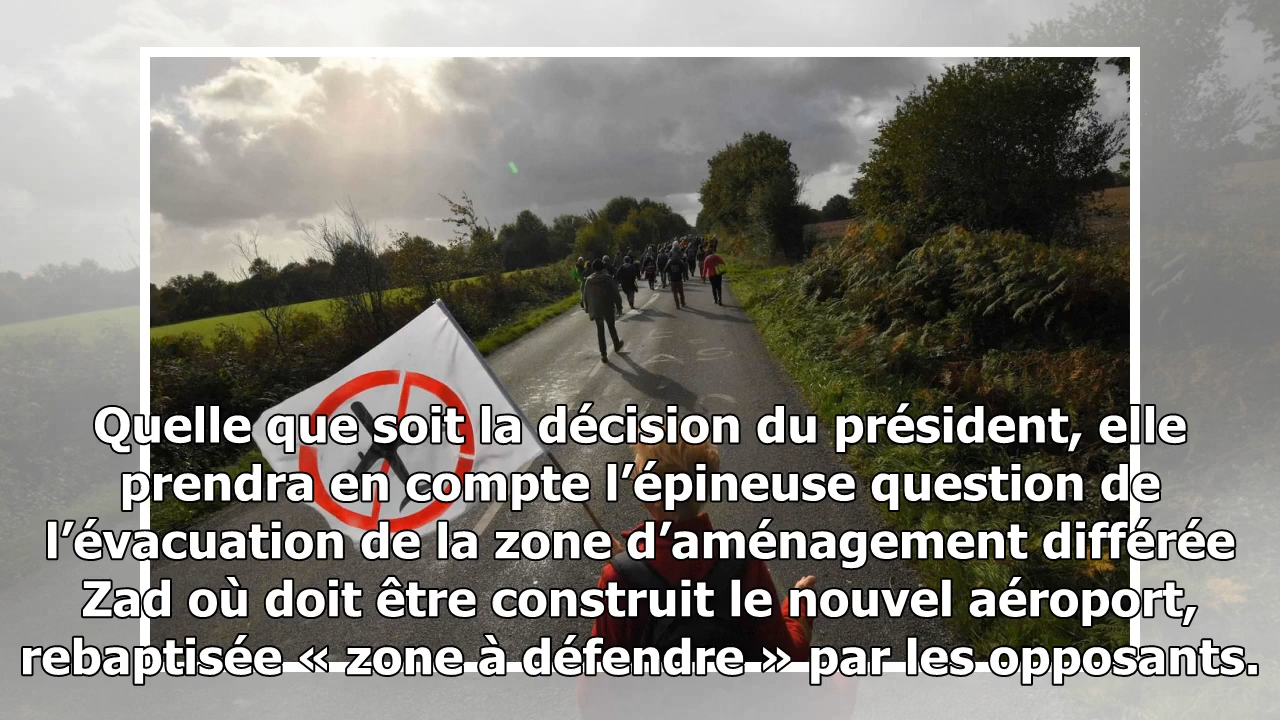 Quelle que soit la décision du président, elle
prendra en compte l’épineuse question de
l’évacuation de la zone d’aménagement différée
Zad où doit être construit le nouvel aéroport,
rebaptisée « zone à défendre » par les opposants.